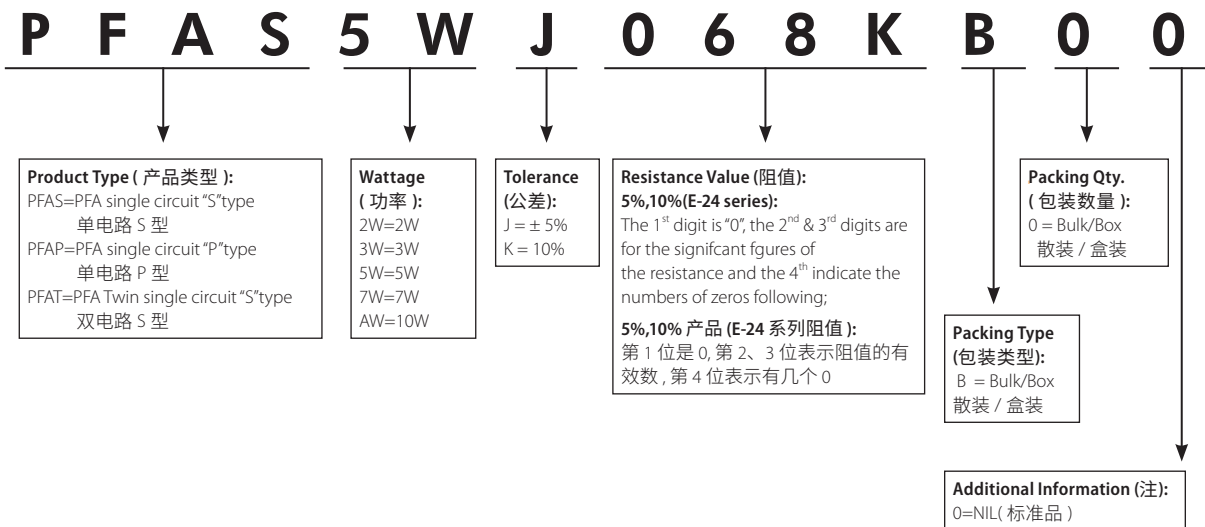 P F A S 5 W J 0 6 8 K B 0 0
Product Type ( 产品类型 ):
PFAS=PFA single circuit “S”type
单电路 S 型
PFAP=PFA single circuit “P”type
单电路 P 型
PFAT=PFA Twin single circuit “S”type
双电路 S 型
Wattage
( 功率 ):
2W=2W
3W=3W
5W=5W
7W=7W
AW=10W
Tolerance
(公差):
J = ± 5%
K = 10%
Resistance Value (阻值):
5%,10%(E-24 series):
The 1st digit is “0”, the 2nd & 3rd digits are
for the signifcant fgures of
the resistance and the 4th indicate the
numbers of zeros following;
5%,10% 产品 (E-24 系列阻值 ):
第 1 位是 0, 第 2、3 位表示阻值的有
效数 , 第 4 位表示有几个 0
Packing Type
(包装类型):
B = Bulk/Box
散装 / 盒装
Packing Qty.
( 包装数量 ):
0 = Bulk/Box
散装 / 盒装
Additional Information (注):
0=NIL( 标准品 )